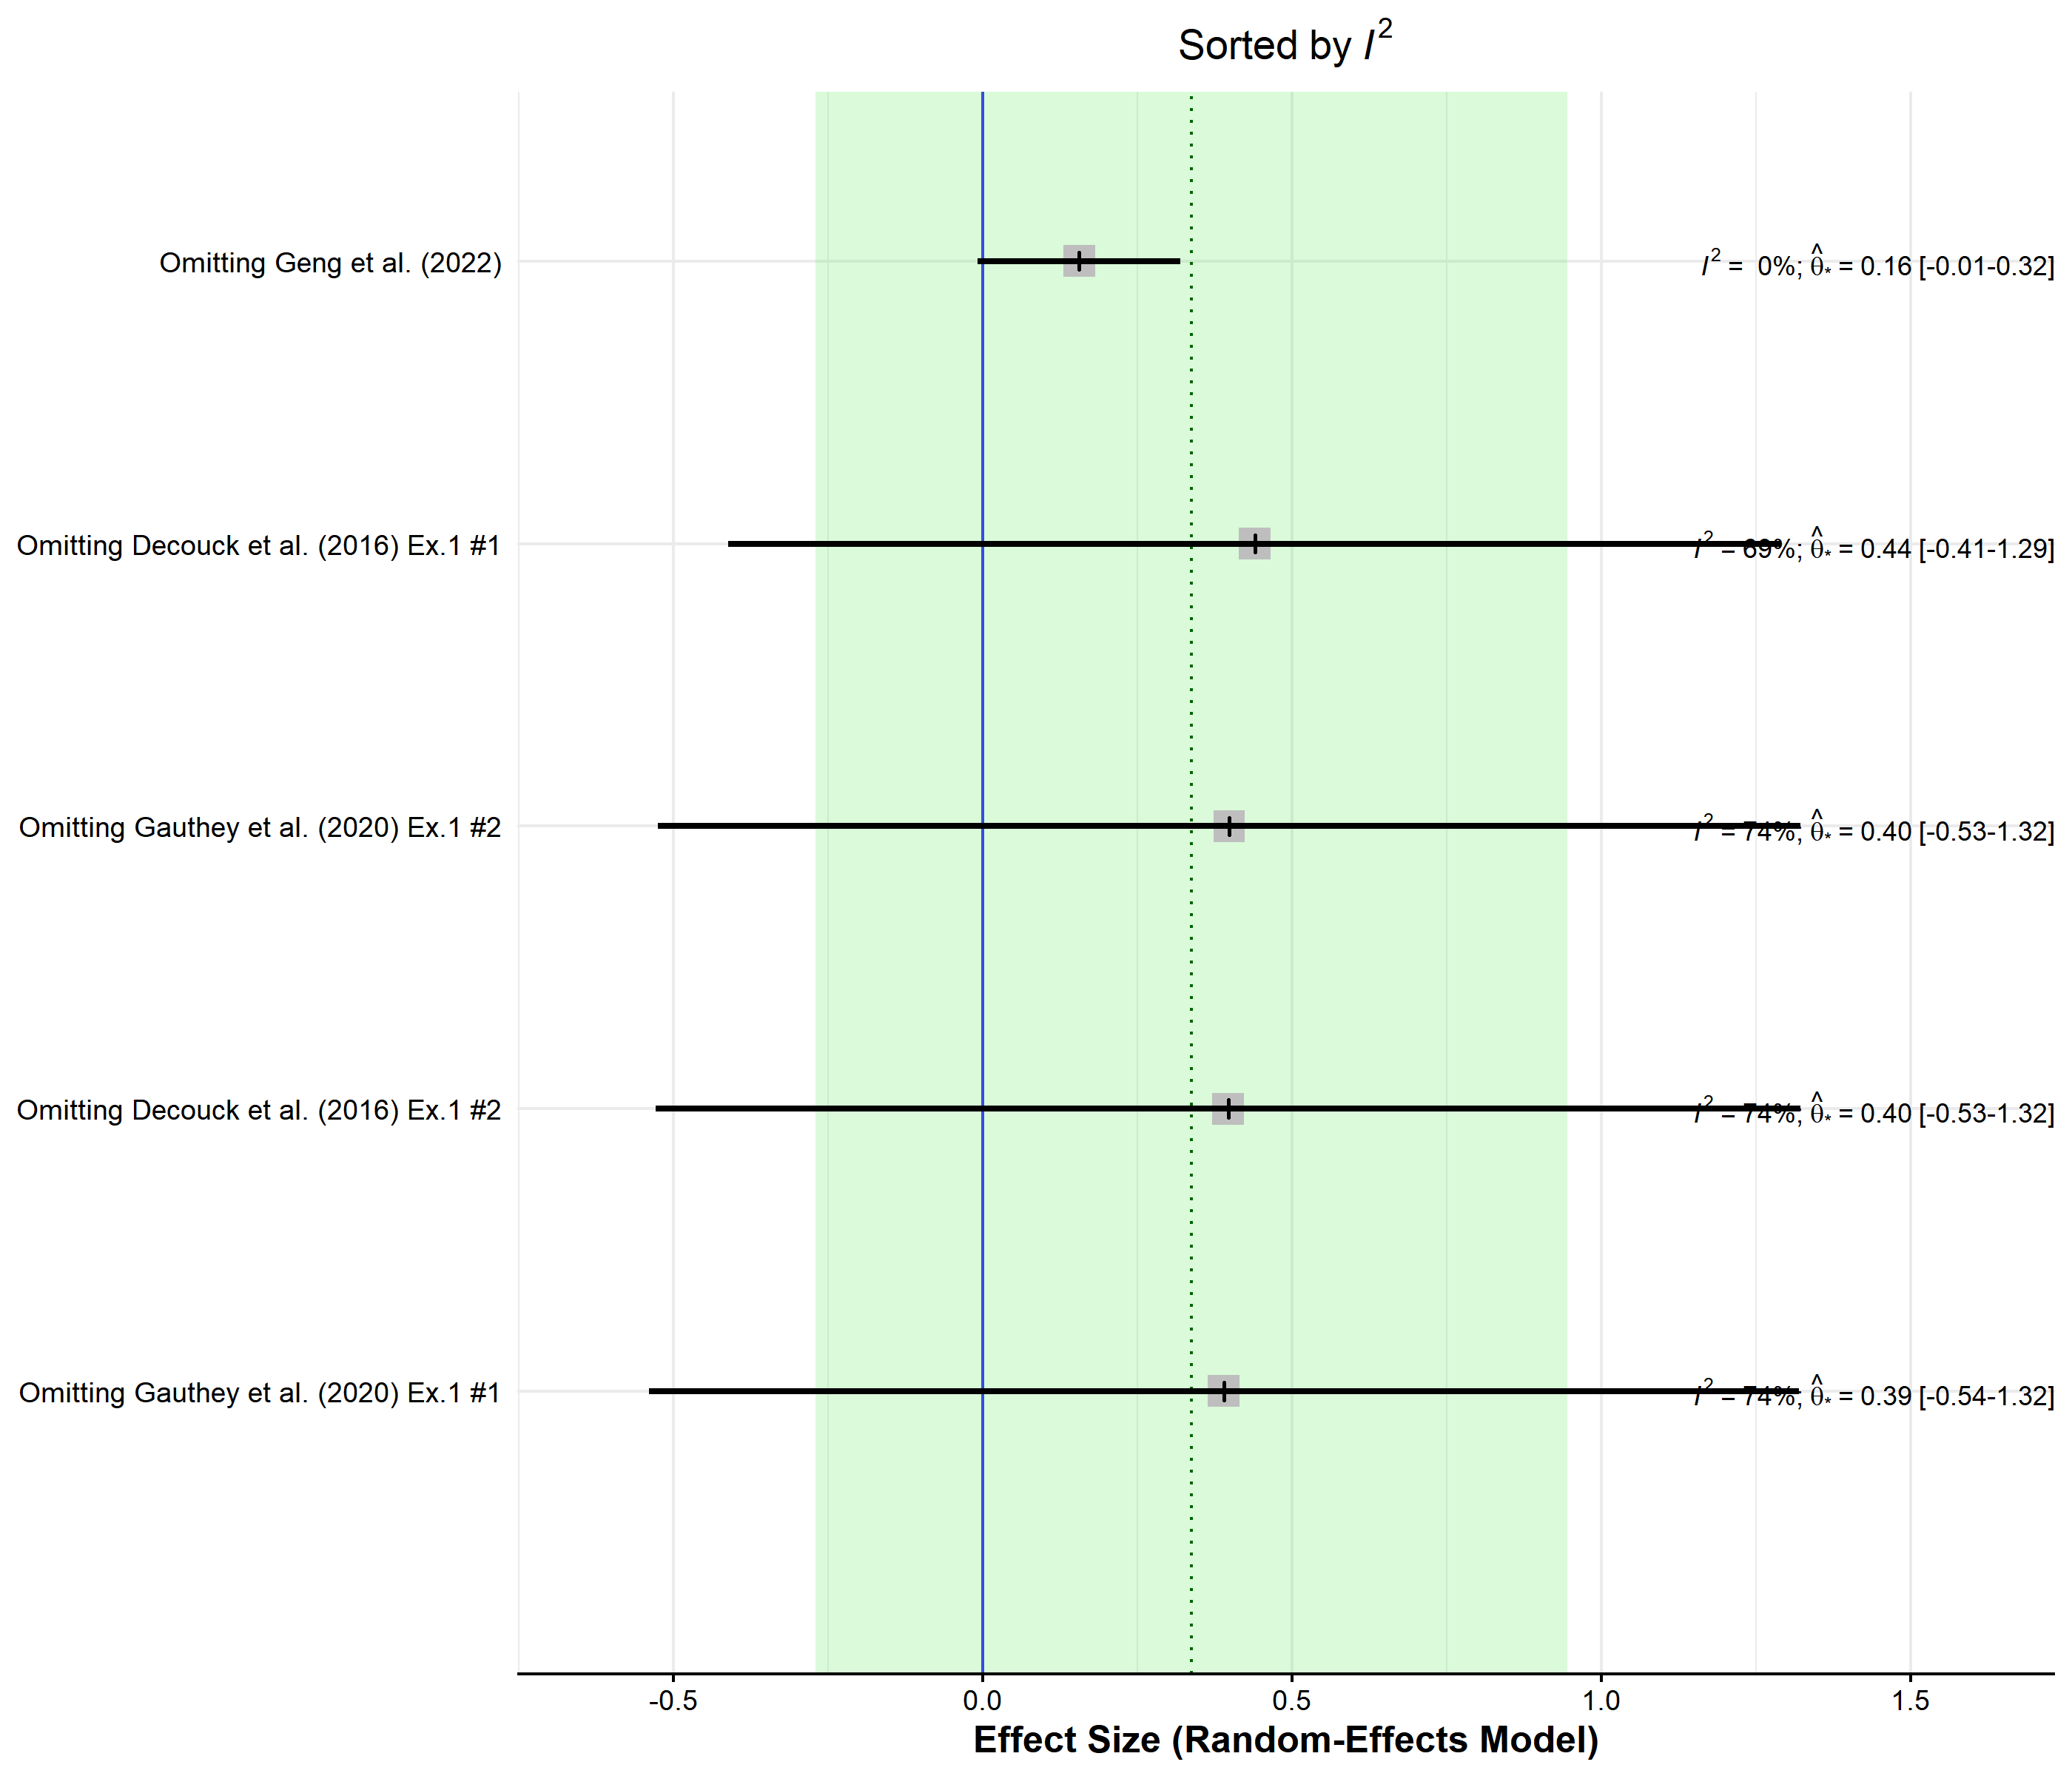 Sorted by I²
Omitting Geng et al. (2022) I² = 0%; θ̂* = 0.16 [-0.01-0.32]
Omitting Decouck et al. (2016) Ex.1 #1 I² = 69%; θ̂* = 0.44 [-0.41-1.29]
Omitting Gauthey et al. (2020) Ex.1 #2 I² = 74%; θ̂* = 0.40 [-0.53-1.32]
Omitting Decouck et al. (2016) Ex.1 #2 I² = 74%; θ̂* = 0.40 [-0.53-1.32]
Omitting Gauthey et al. (2020) Ex.1 #1 I² = 74%; θ̂* = 0.39 [-0.54-1.32]
-0.5 0.0 0.5 1.0 1.5
Effect Size (Random-Effects Model)